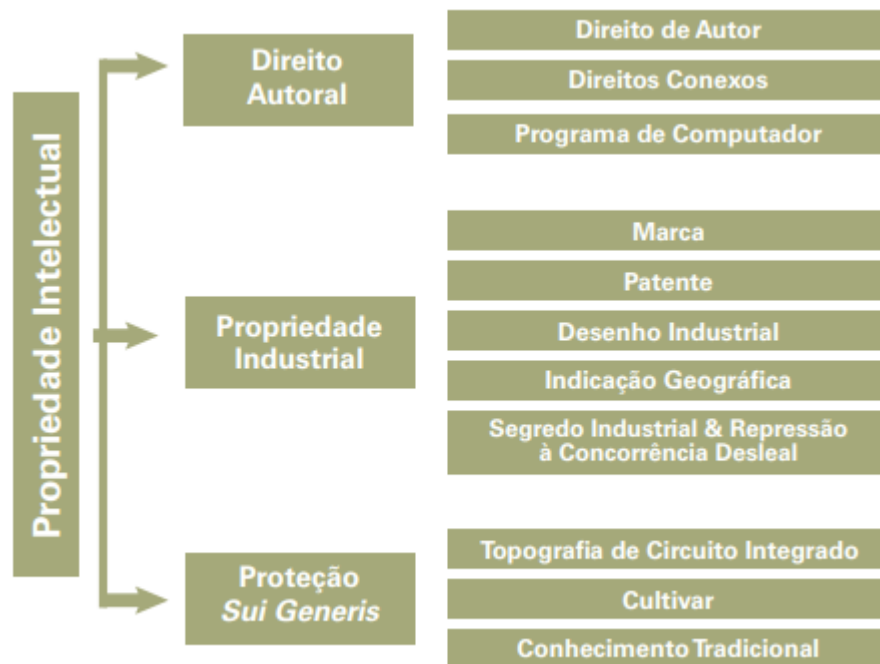 Propriedade Intelectual
Direito
Autoral
Direito de Autor
Direitos Conexos
Programa de Computador
Propriedade
Industrial
Marca
Patente
Desenho Industrial
Indicação Geográfica
Segredo Industrial & Repressão
à Concorrência Desleal
Proteção
Sui Generis
Topografia de Circuito Integrado
Cultivar
Conhecimento Tradicional